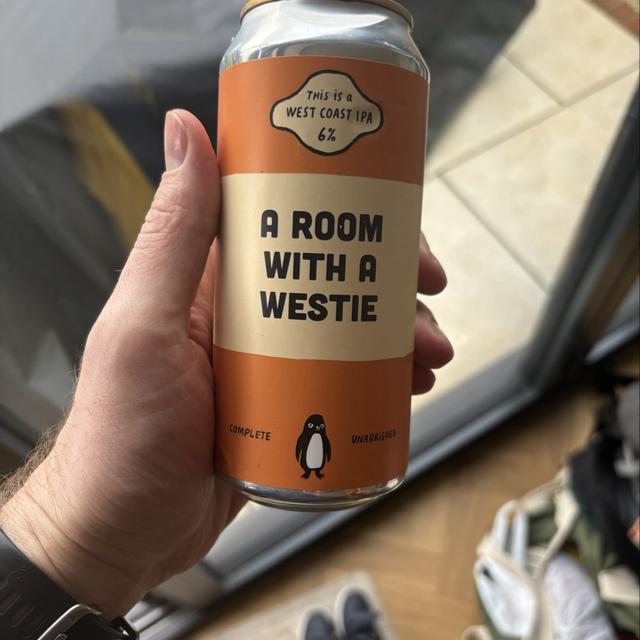 THIS is a
WEST COAST IPA
6%
A ROOM
WITH A
WESTIE
COMPLETE UNABRIDGED